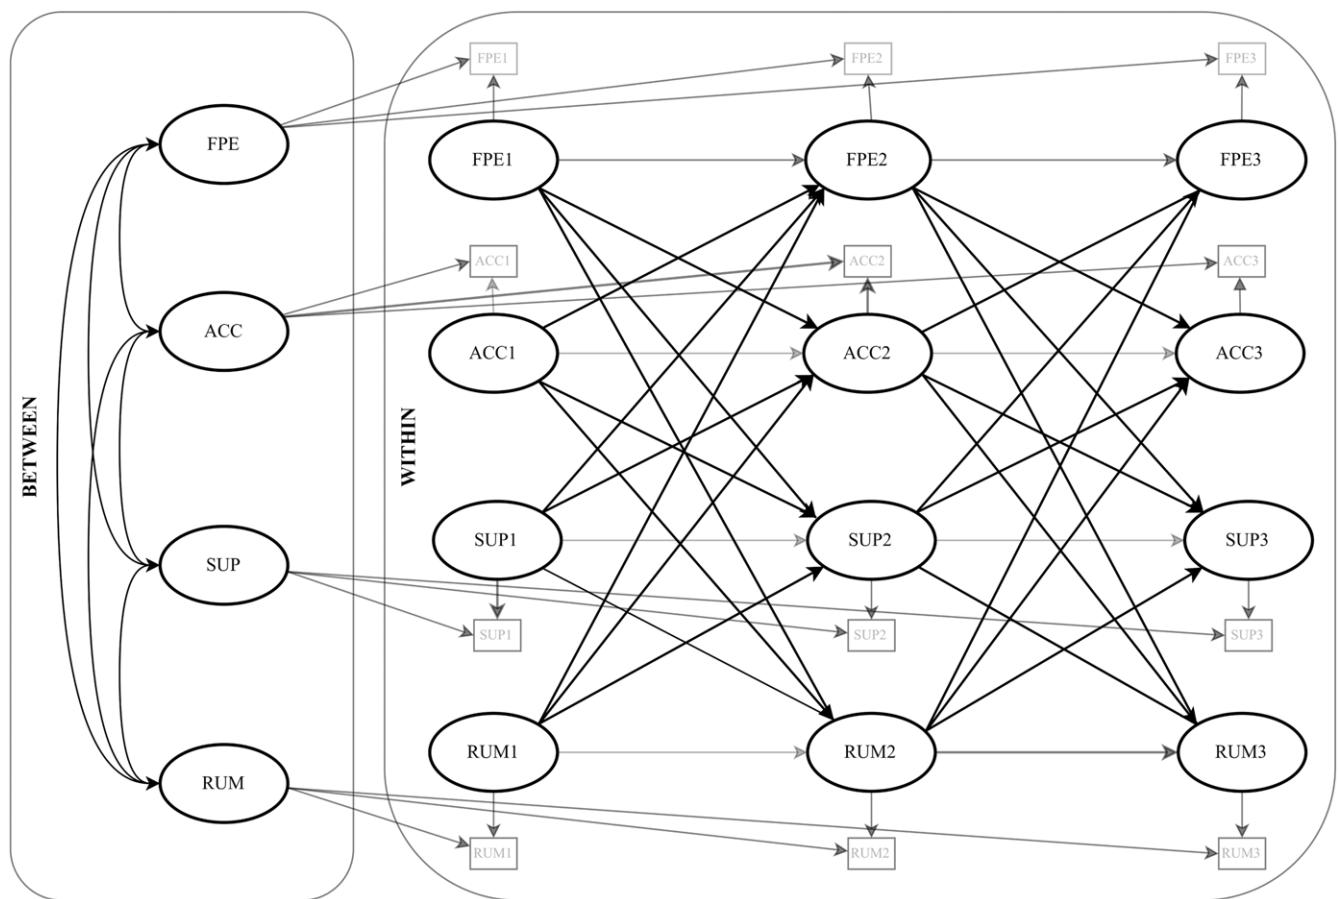 BETWEEN
FPE
ACC
SUP
RUM
WITHIN
FPE1 FPE2 FPE3
FPE1 FPE2 FPE3
ACC1 ACC2 ACC3
ACC1 ACC2 ACC3
SUP1 SUP2 SUP3
SUP1 SUP2 SUP3
RUM1 RUM2 RUM3
RUM1 RUM2 RUM3